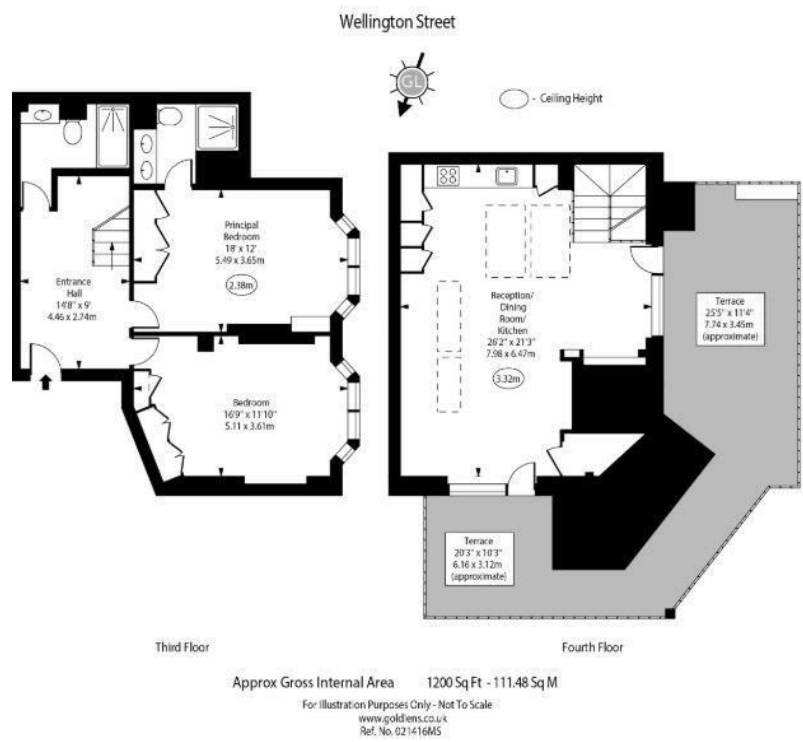 Wellington Street
GL
- Ceiling Height
Principal
Bedroom
18' x 12'
5.49 x 3.65m
2.38m
Entrance
Hall
14'8" x 9'
4.46 x 2.74m
Bedroom
16'9" x 11'10"
5.11 x 3.61m
Reception/
Dining
Room/
Kitchen
26'2" x 21'3"
7.98 x 6.47m
3.32m
Terrace
25'5" x 11'4"
7.74 x 3.45m
(approximate)
Terrace
20'3" x 10'3"
6.16 x 3.12m
(approximate)
Third Floor
Fourth Floor
Approx Gross Internal Area 1200 Sq Ft - 111.48 Sq M
For Illustration Purposes Only - Not To Scale
www.goldlens.co.uk
Ref. No. 021416MS